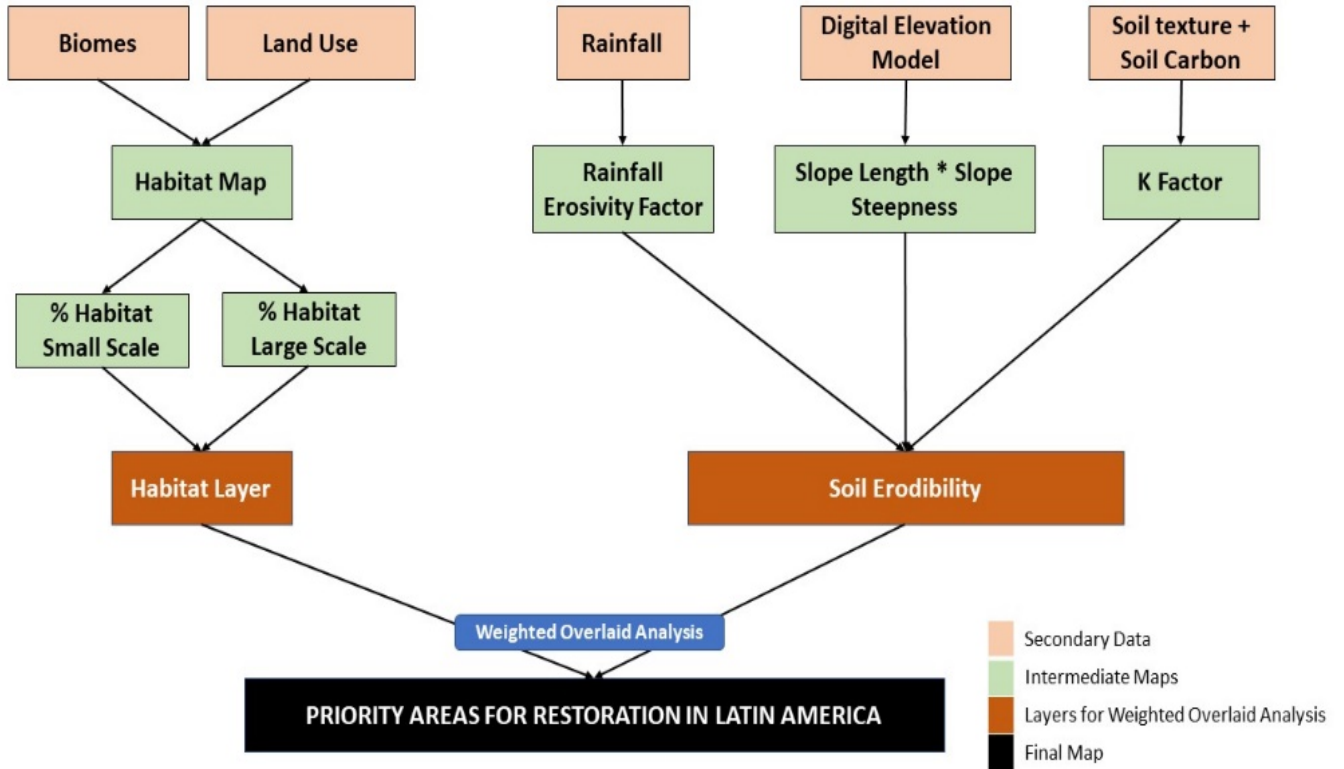 Biomes
Land Use
Rainfall
Digital Elevation
Model
Soil texture +
Soil Carbon
Habitat Map
Rainfall
Erosivity Factor
Slope Length * Slope
Steepness
K Factor
% Habitat
Small Scale
% Habitat
Large Scale
Habitat Layer
Soil Erodibility
Weighted Overlaid Analysis
PRIORITY AREAS FOR RESTORATION IN LATIN AMERICA
Secondary Data
Intermediate Maps
Layers for Weighted Overlaid Analysis
Final Map